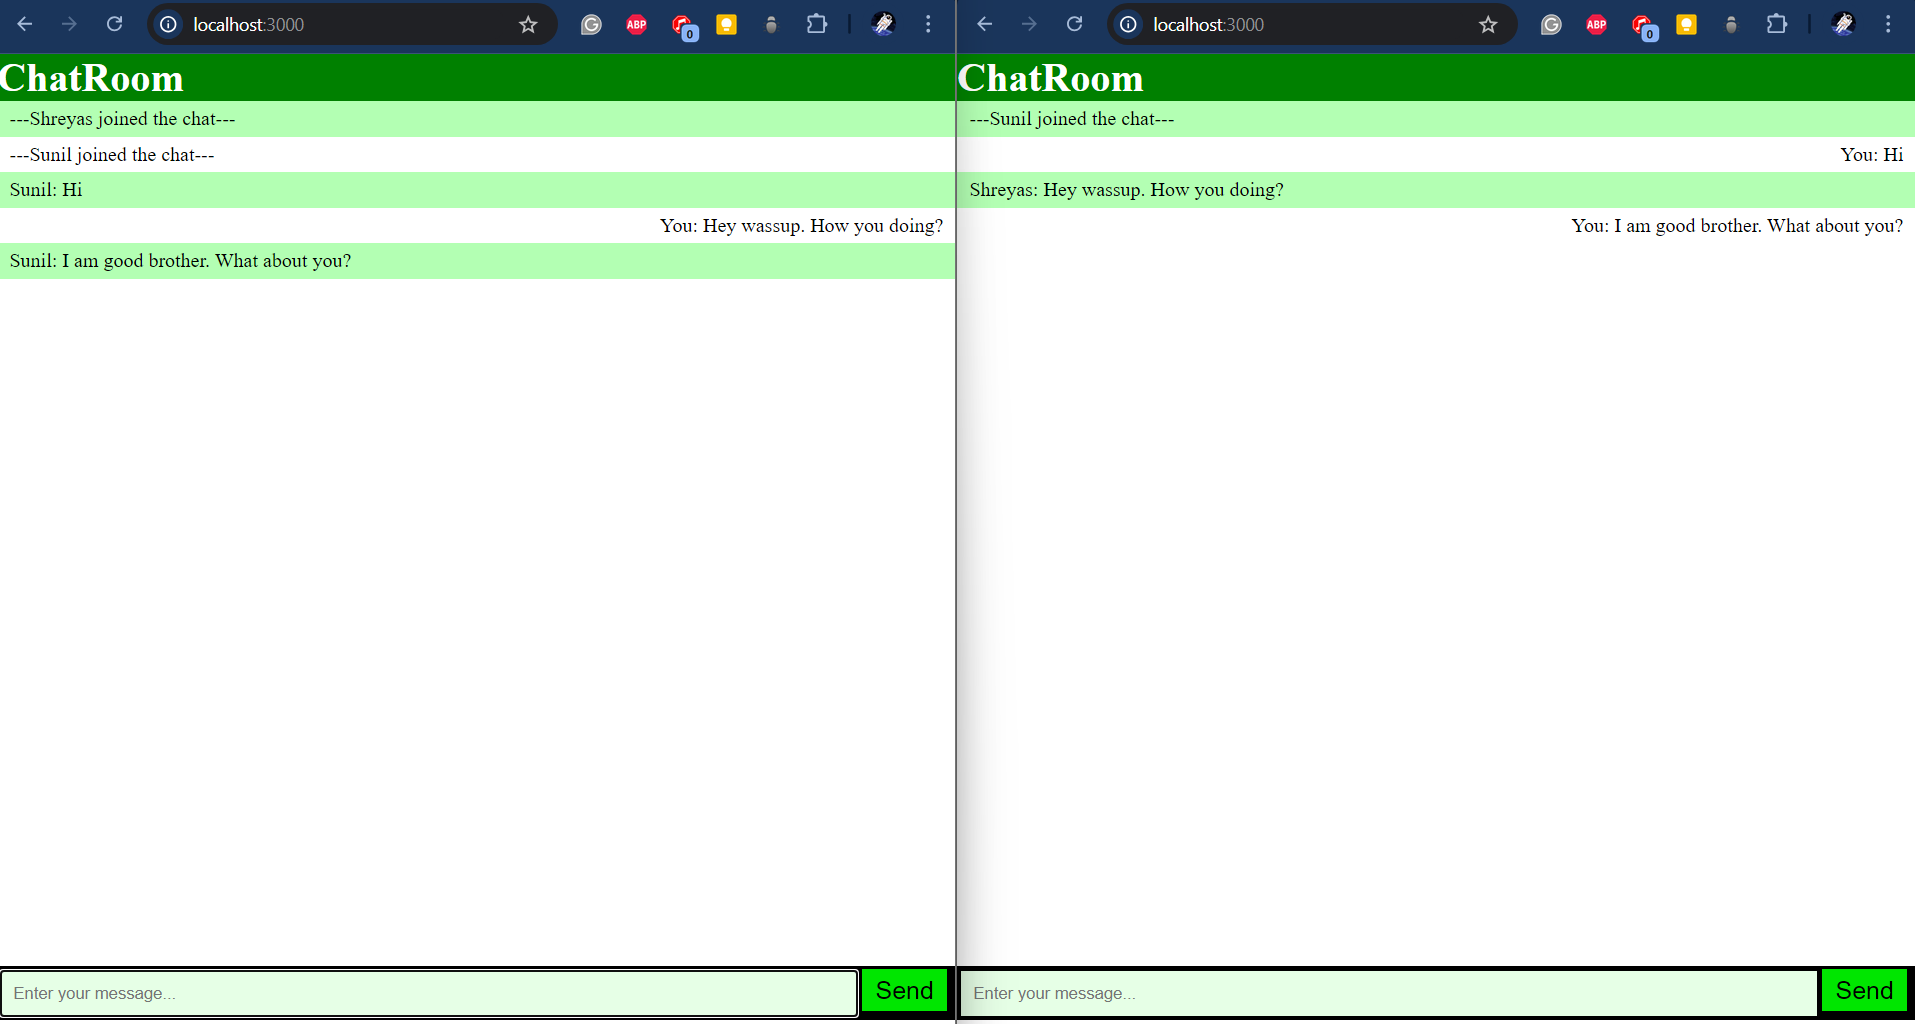 localhost:3000
ABP
0
ChatRoom
---Shreyas joined the chat---
---Sunil joined the chat---
Sunil: Hi
You: Hey wassup. How you doing?
Sunil: I am good brother. What about you?
Enter your message...
Send
localhost:3000
ABP
0
ChatRoom
---Sunil joined the chat---
You: Hi
Shreyas: Hey wassup. How you doing?
You: I am good brother. What about you?
Enter your message...
Send